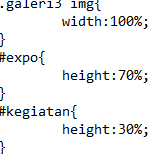 .galeri3 img{
width:100%;
}
#expo{
height:70%;
}
#kegiatan{
height:30%;
}